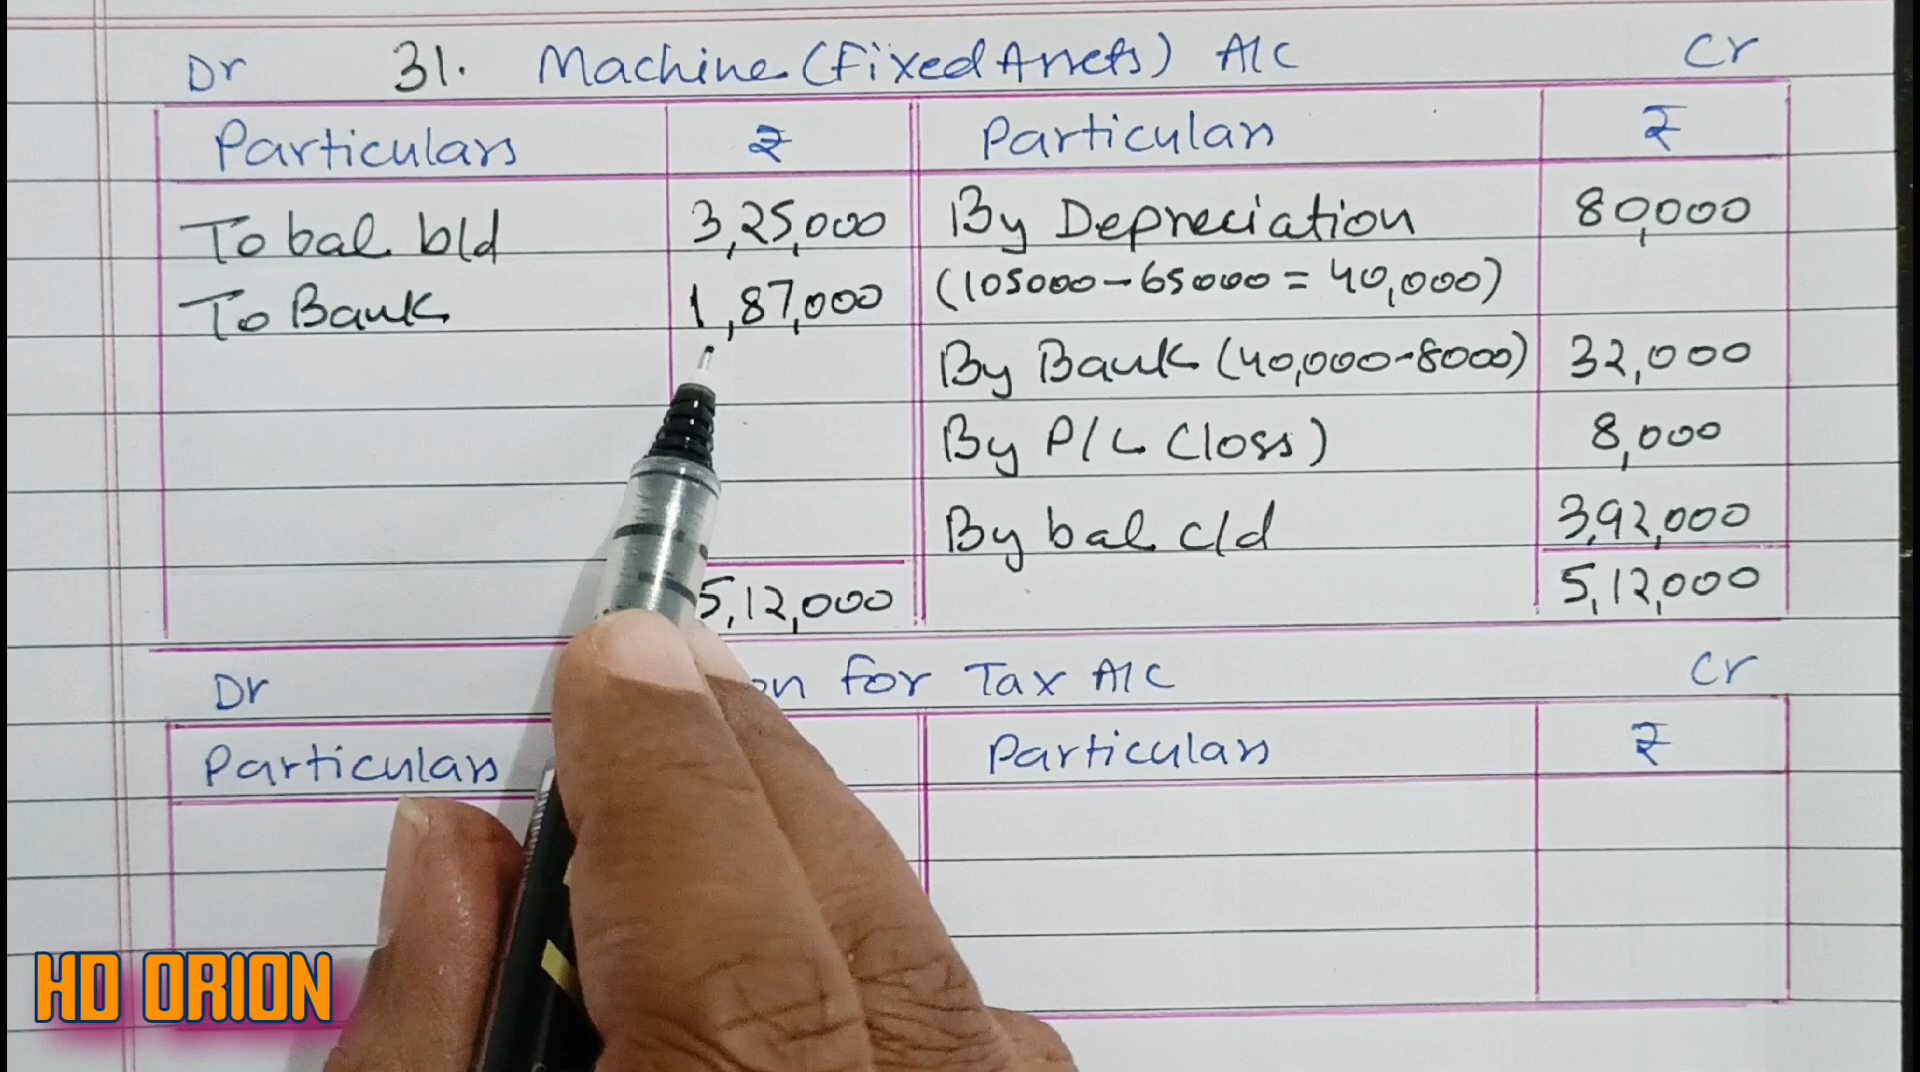 Dr 31. Machine (Fixed Assets) A/C Cr
Particulars ₹ Particulars ₹
To bal b/d 3,25,000 By Depreciation 80,000
To Bank 1,87,000 (105000-65000 = 40,000)
By Bank (40,000-8000) 32,000
By P/L (loss) 8,000
By bal c/d 3,92,000
5,12,000 5,12,000
Dr on for Tax A/C Cr
Particulars Particulars ₹
HD ORION